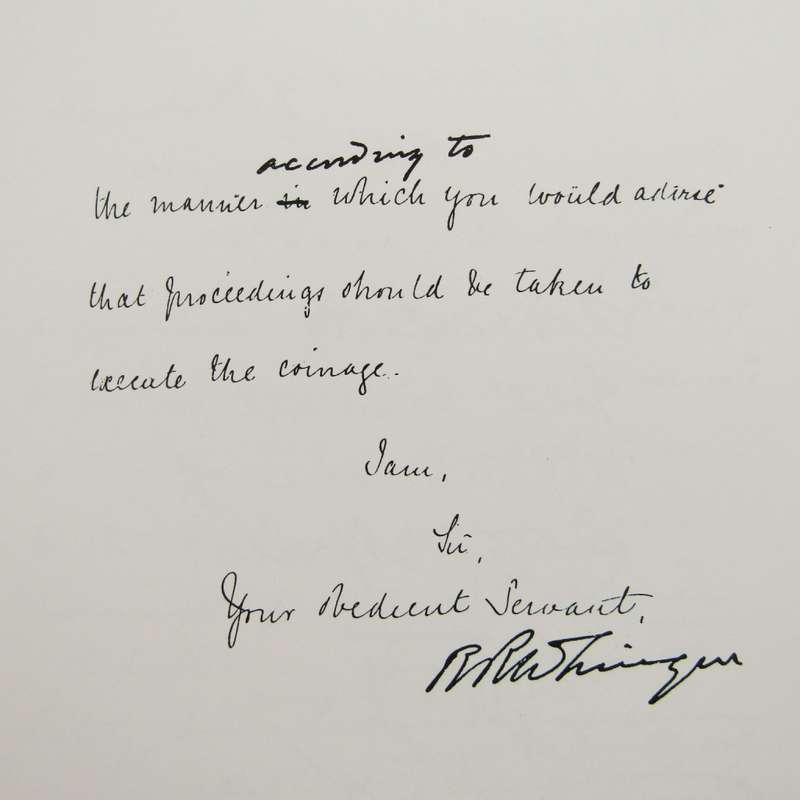 according to
the manner in which you would advise
that proceedings should be taken to
execute the coinage.
I am,
Sir,
Your obedient Servant,